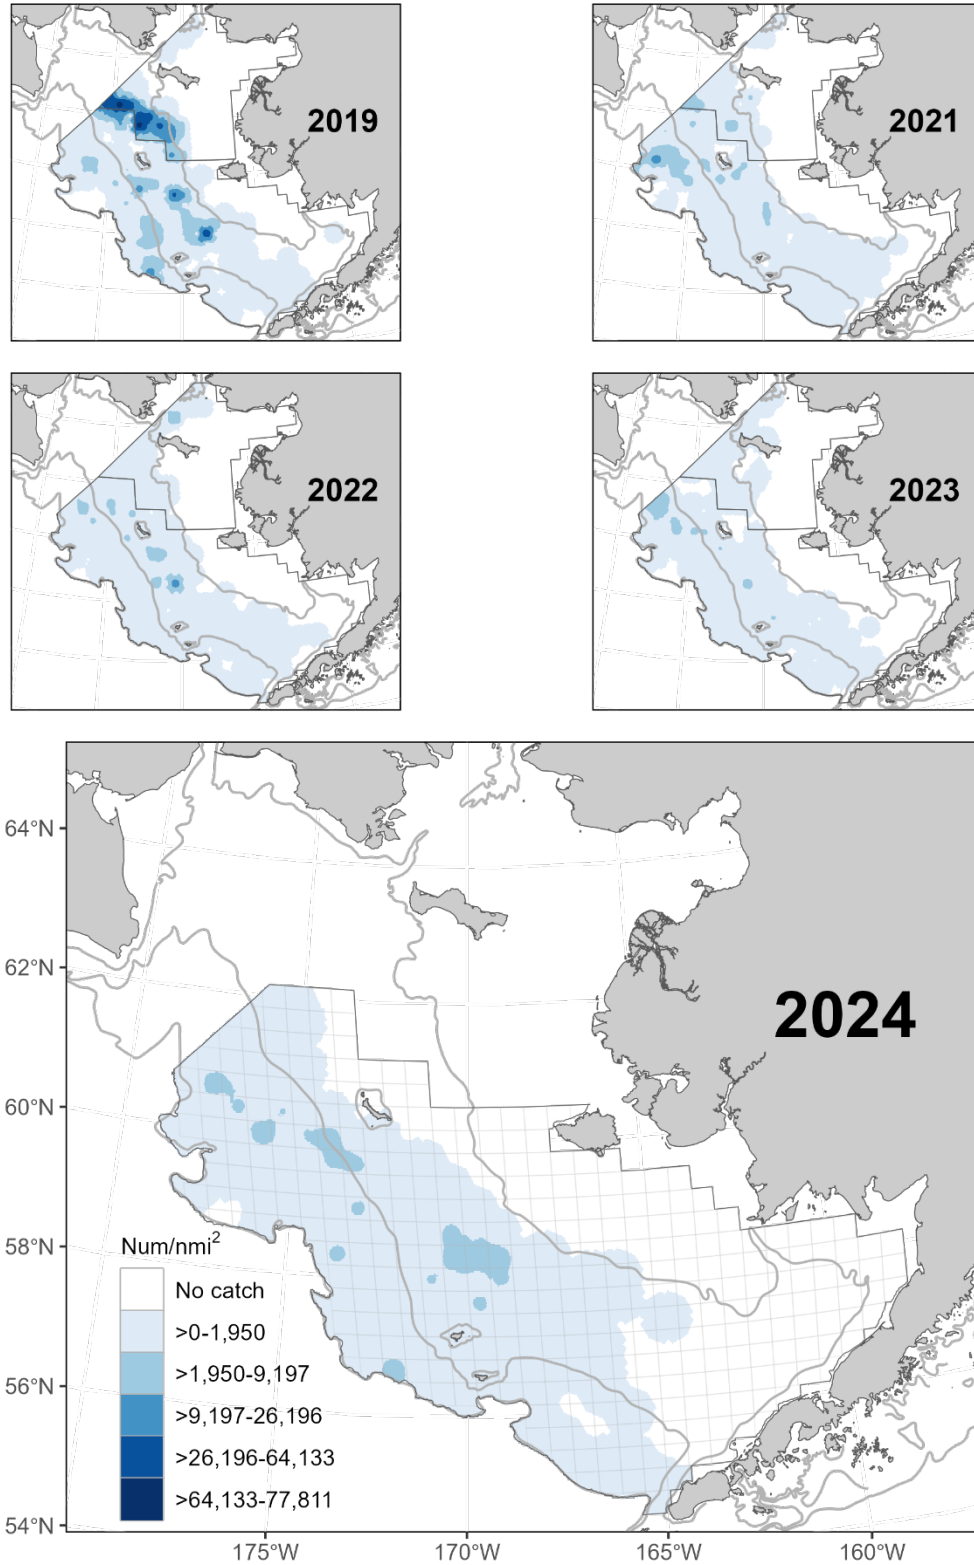 2019
2021
2022
2023
2024
64°N
62°N
60°N
58°N
56°N
54°N
Num/nmi²
No catch
>0-1,950
>1,950-9,197
>9,197-26,196
>26,196-64,133
>64,133-77,811
175°W
170°W
165°W
160°W